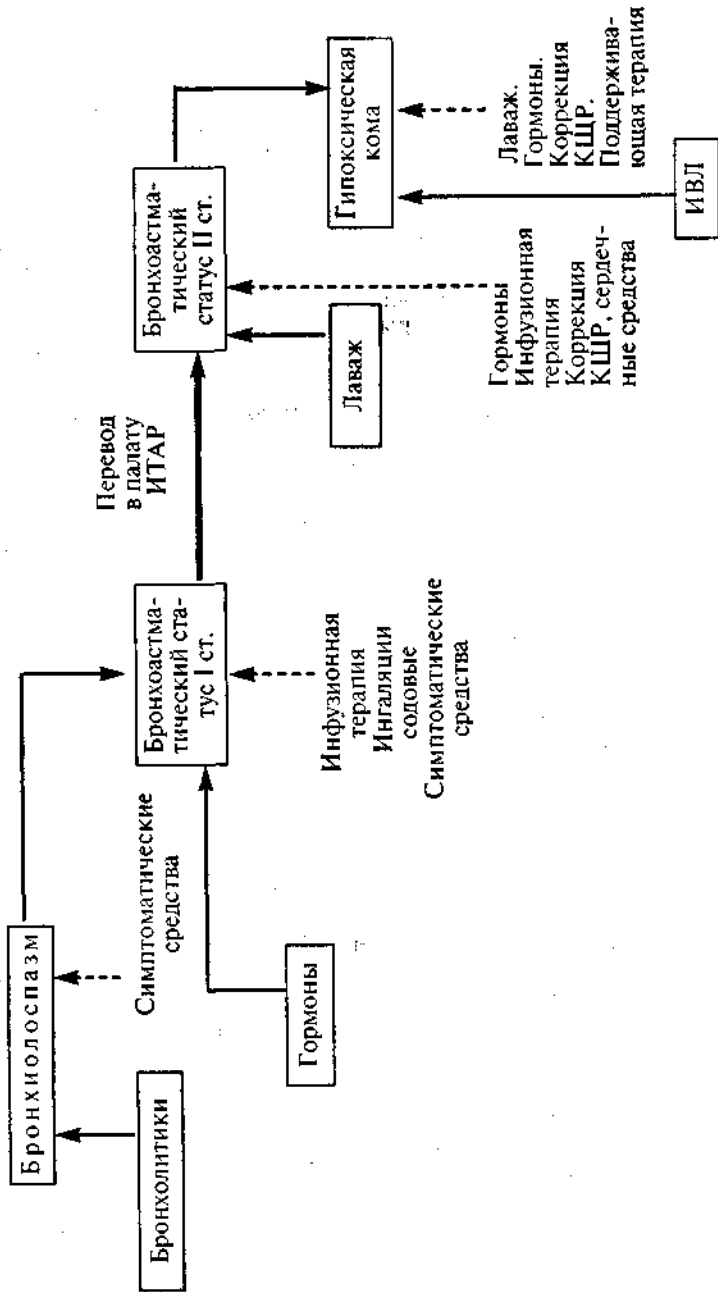 Бронхиолоспазм
Бронхолитики
Симптоматические
средства
Гормоны
Бронхоастма-
тический ста-
тус I ст.
Инфузионная
терапия
Ингаляции
содовые
Симптоматические
средства
Перевод
в палату
ИТАР
Бронхоастма-
тический
статус II ст.
Лаваж
Гормоны
Инфузионная
терапия
Коррекция
КЩР, сердеч-
ные средства
Гипоксическая
кома
Лаваж.
Гормоны.
Коррекция
КЩР.
Поддержива-
ющая терапия
ИВЛ